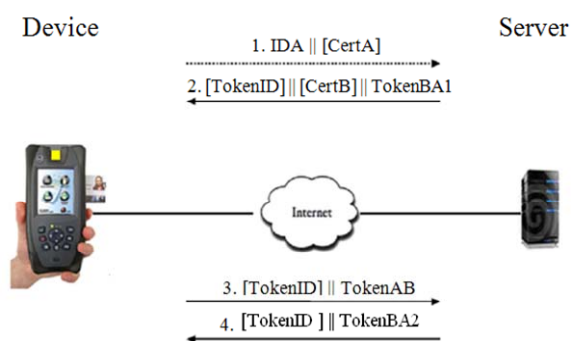 Device
Server
1. IDA || [CertA]
2. [TokenID] || [CertB] || TokenBA1
Internet
3. [TokenID] || TokenAB
4. [TokenID ] || TokenBA2